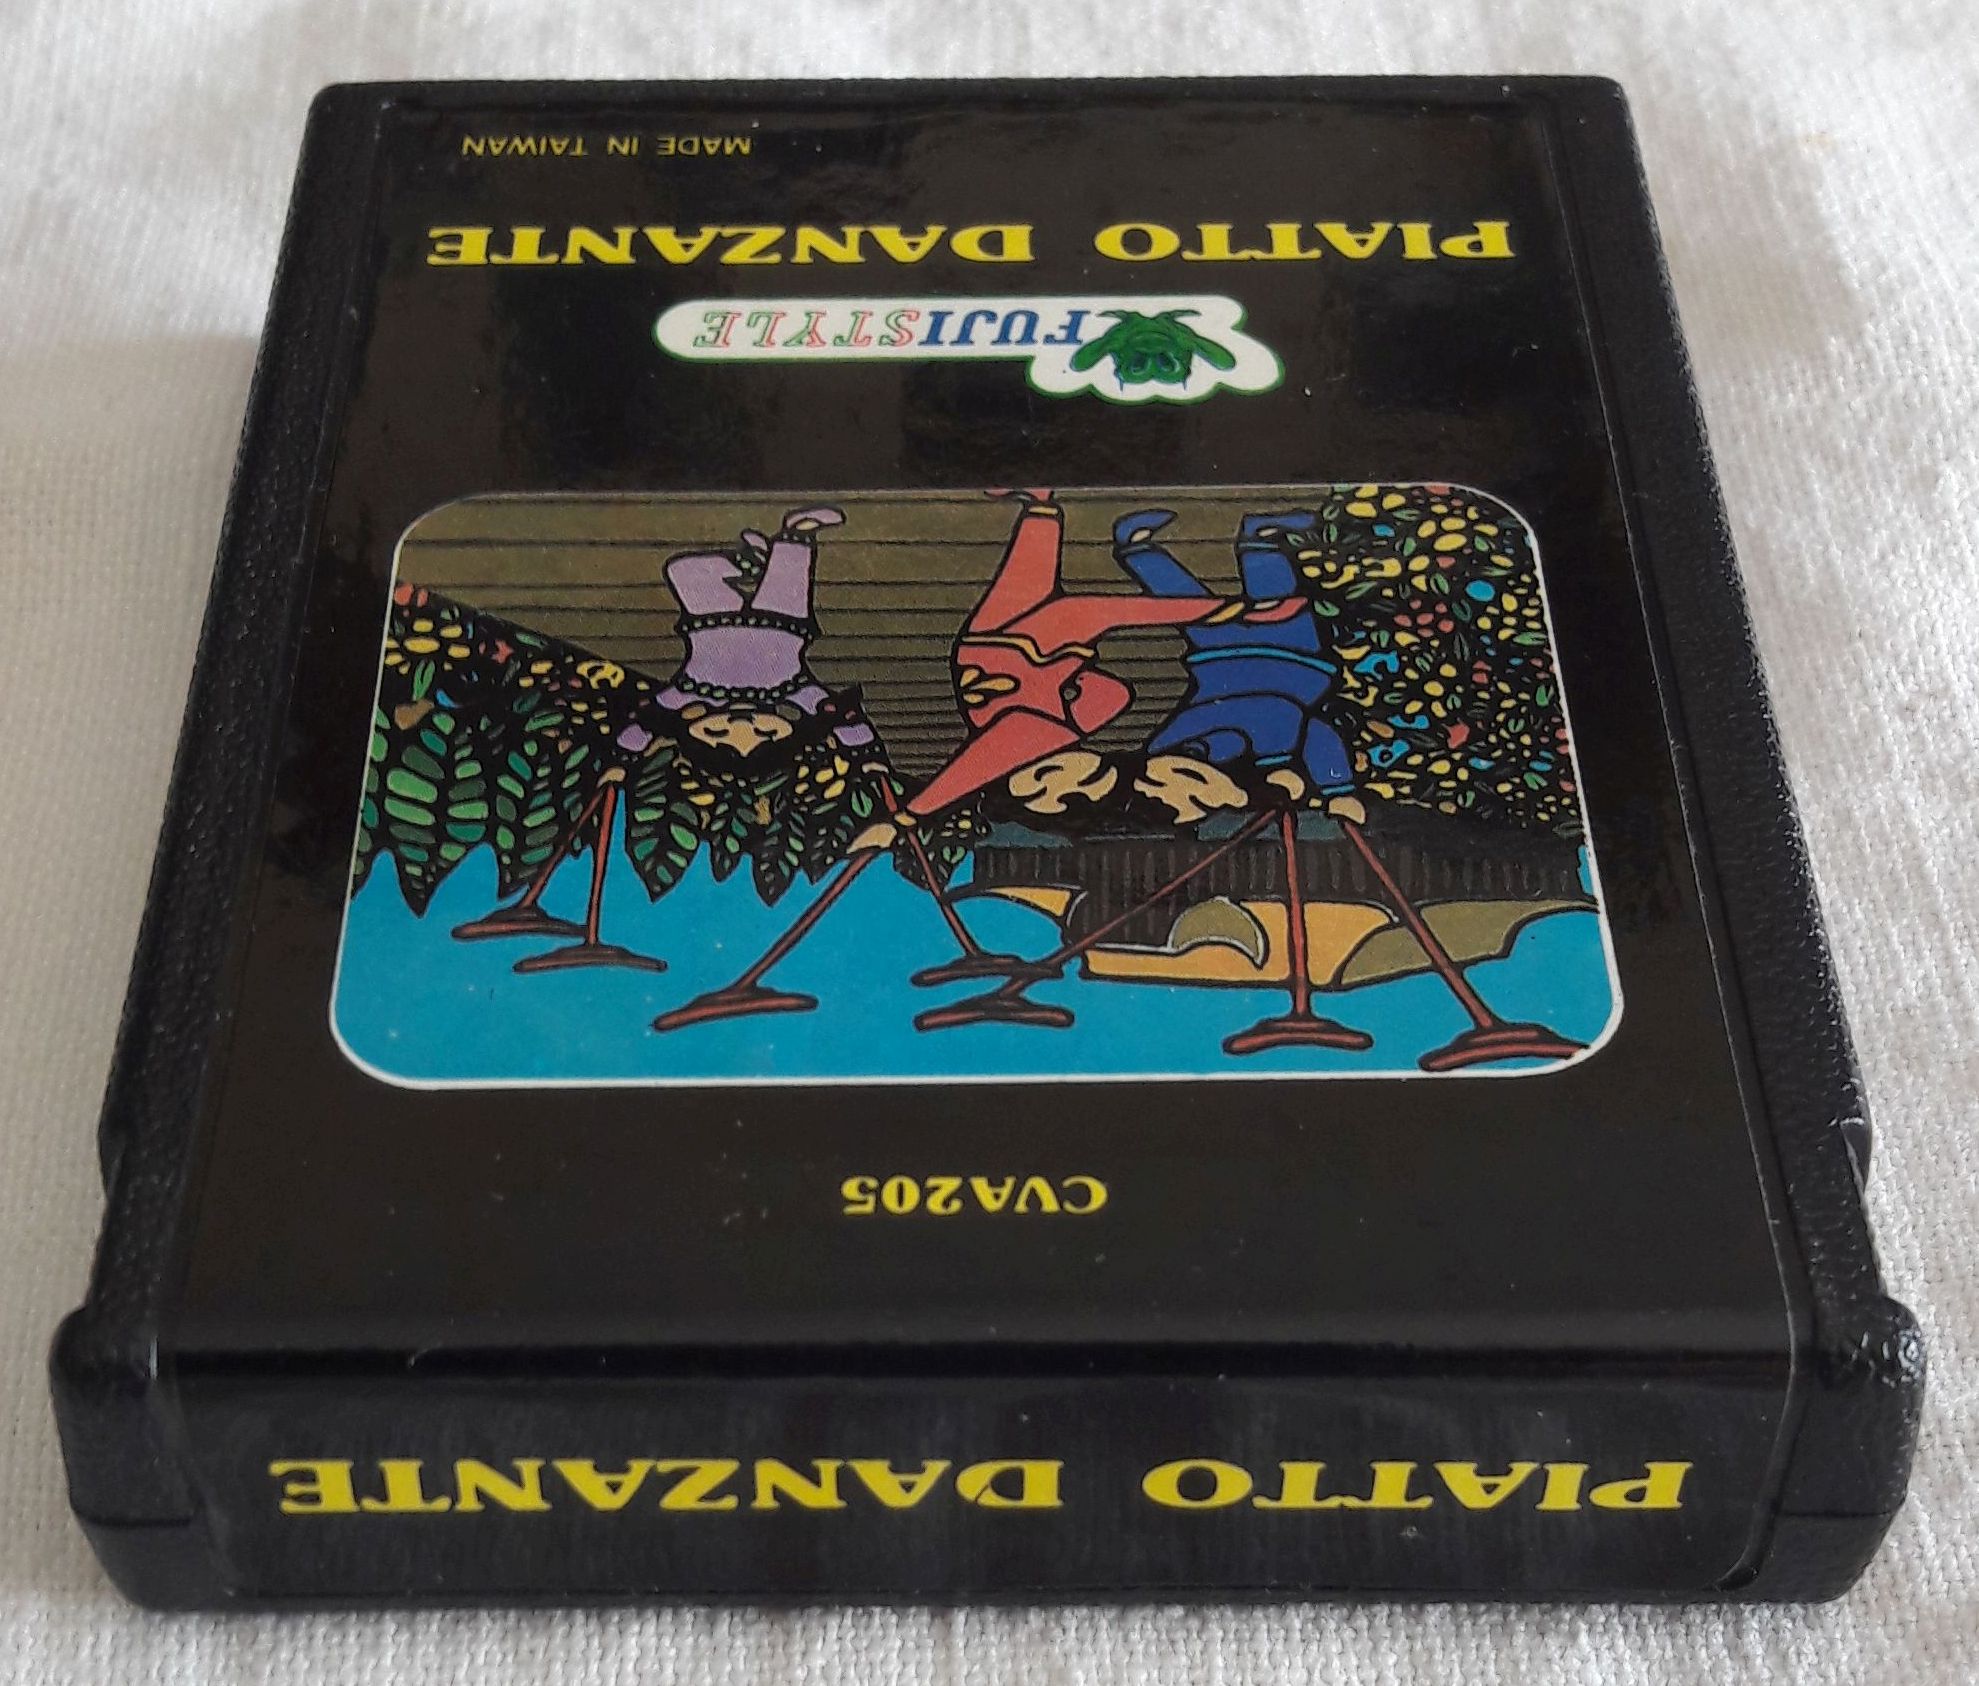 PIATTO DANZANTE
CVA205
FUJISTYLE
PIATTO DANZANTE
MADE IN TAIWAN